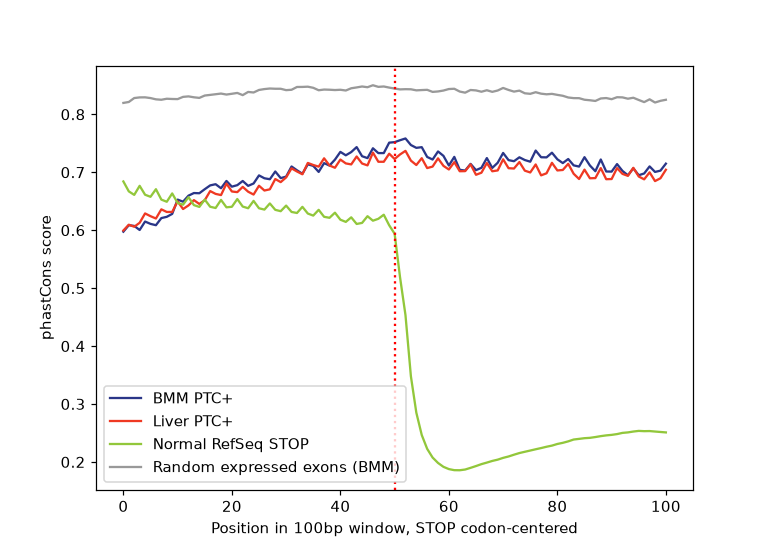 phastCons score
0.8
0.7
0.6
0.5
0.4
0.3
0.2
BMM PTC+
Liver PTC+
Normal RefSeq STOP
Random expressed exons (BMM)
0 20 40 60 80 100
Position in 100bp window, STOP codon-centered